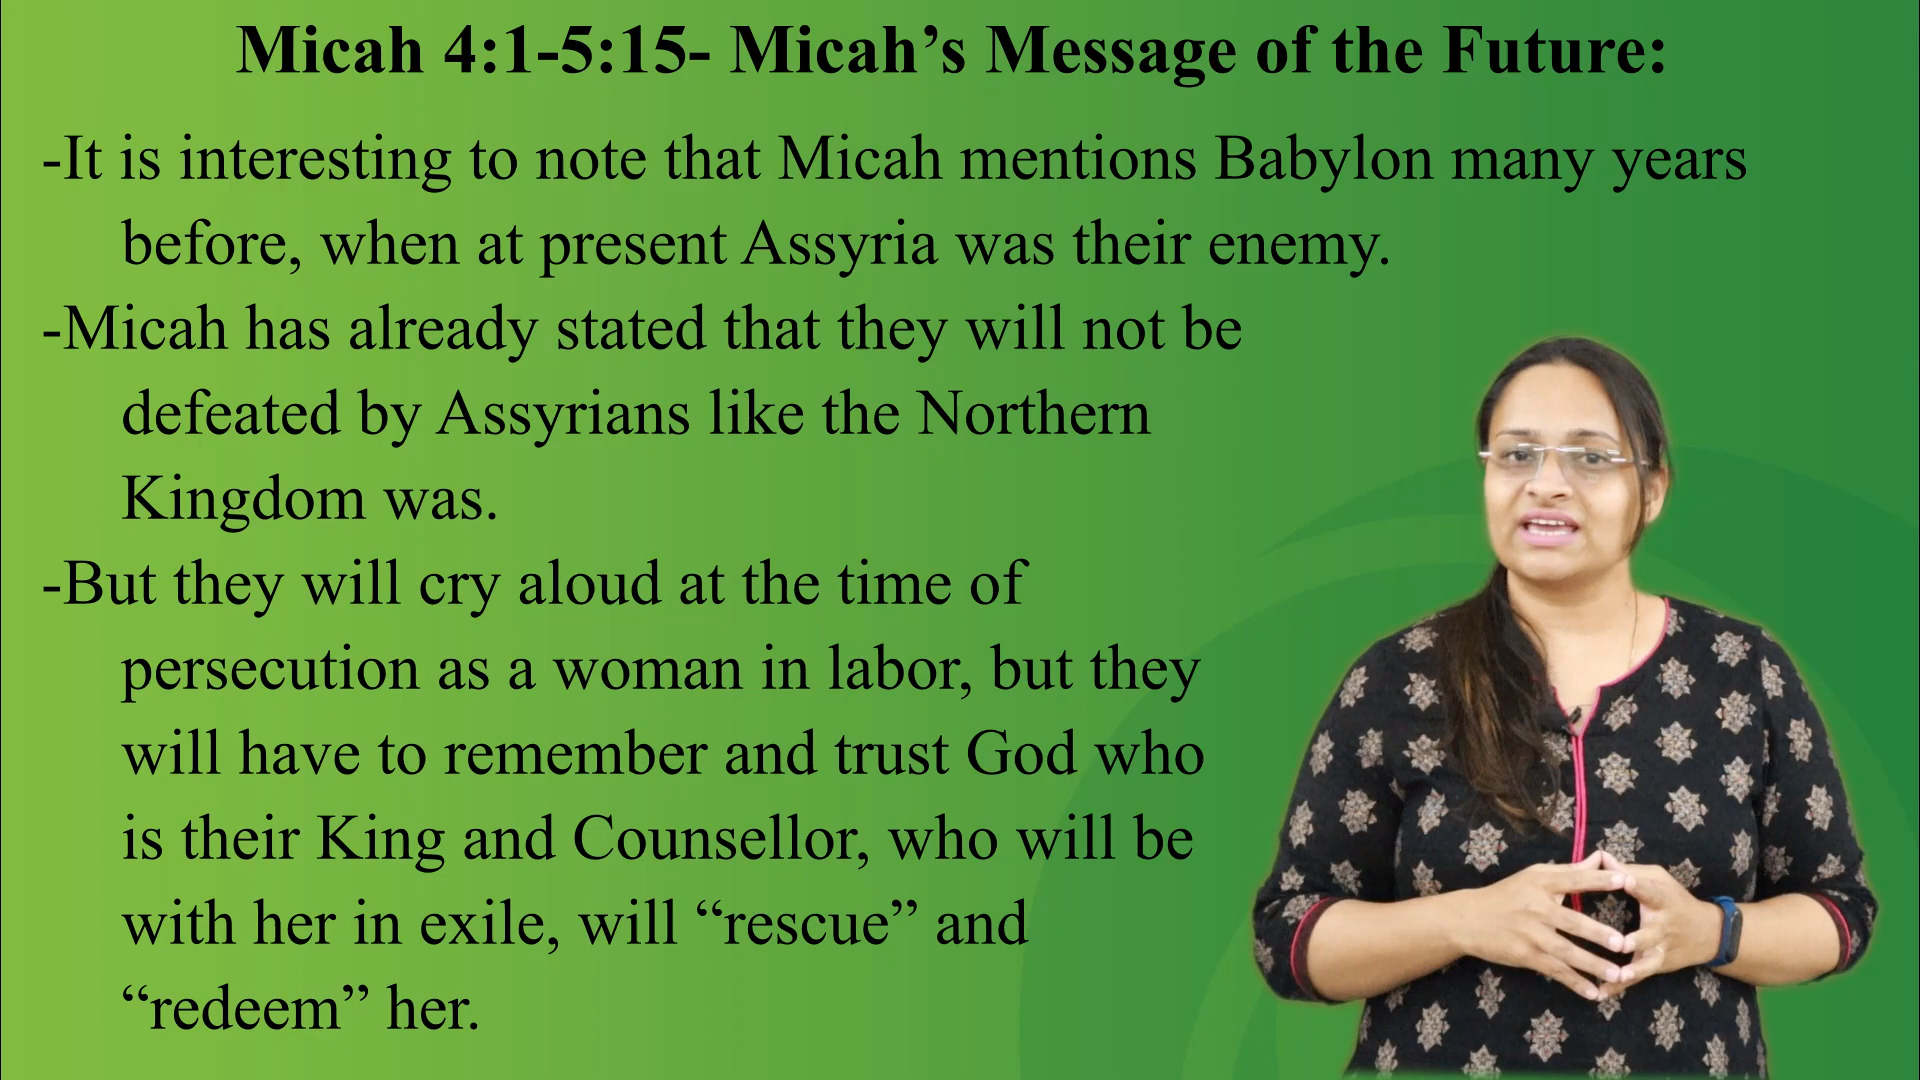 Micah 4:1-5:15- Micah’s Message of the Future:
-It is interesting to note that Micah mentions Babylon many years
before, when at present Assyria was their enemy.
-Micah has already stated that they will not be
defeated by Assyrians like the Northern
Kingdom was.
-But they will cry aloud at the time of
persecution as a woman in labor, but they
will have to remember and trust God who
is their King and Counsellor, who will be
with her in exile, will “rescue” and
“redeem” her.